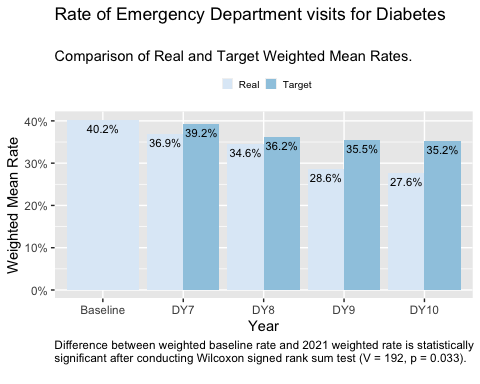 Rate of Emergency Department visits for Diabetes
Comparison of Real and Target Weighted Mean Rates.
Real Target
Weighted Mean Rate
40%
30%
20%
10%
0%
40.2%
36.9%
39.2%
34.6%
36.2%
28.6%
35.5%
27.6%
35.2%
Baseline DY7 DY8 DY9 DY10
Year
Difference between weighted baseline rate and 2021 weighted rate is statistically
significant after conducting Wilcoxon signed rank sum test (V = 192, p = 0.033).